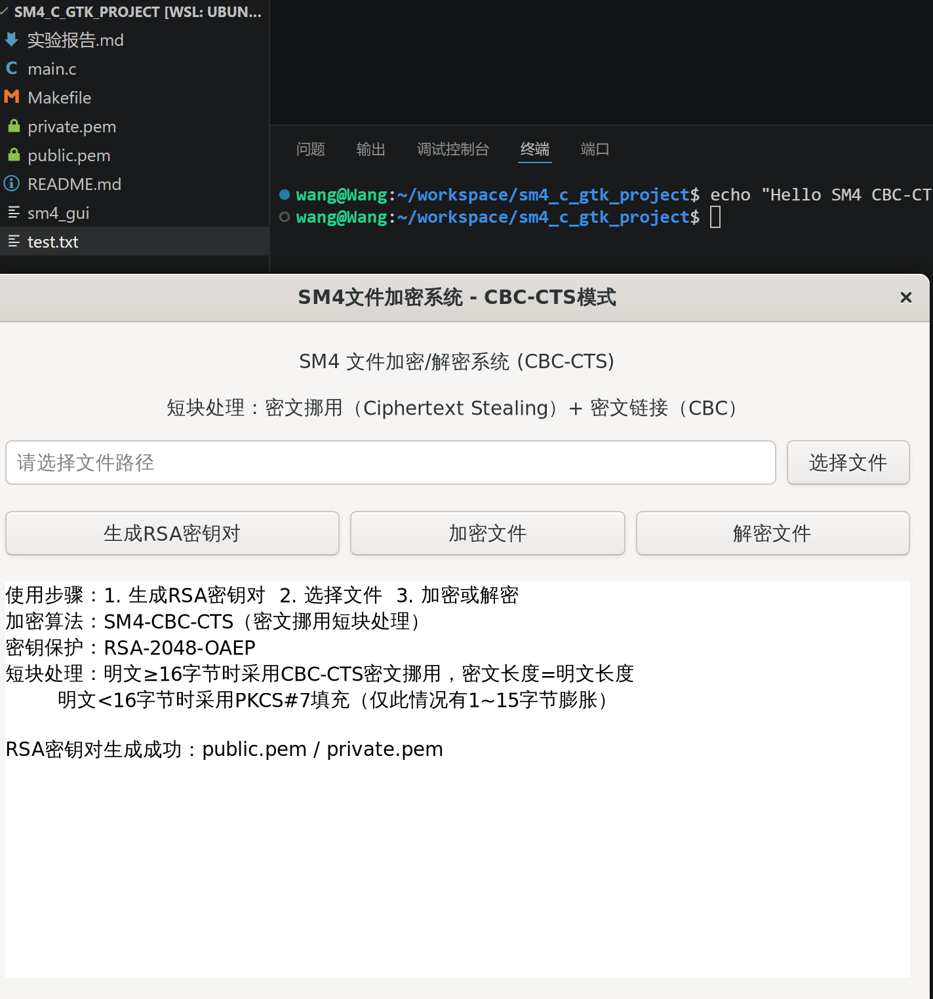 SM4_C_GTK_PROJECT [WSL: UBUN...
实验报告.md
main.c
Makefile
private.pem
public.pem
README.md
sm4_gui
test.txt
问题 输出 调试控制台 终端 端口
wang@Wang:~/workspace/sm4_c_gtk_project$ echo "Hello SM4 CBC-CT
wang@Wang:~/workspace/sm4_c_gtk_project$
SM4文件加密系统 - CBC-CTS模式
SM4 文件加密/解密系统 (CBC-CTS)
短块处理：密文挪用（Ciphertext Stealing）+ 密文链接（CBC）
请选择文件路径 选择文件
生成RSA密钥对 加密文件 解密文件
使用步骤：1. 生成RSA密钥对  2. 选择文件  3. 加密或解密
加密算法：SM4-CBC-CTS（密文挪用短块处理）
密钥保护：RSA-2048-OAEP
短块处理：明文≥16字节时采用CBC-CTS密文挪用，密文长度=明文长度
明文<16字节时采用PKCS#7填充（仅此情况有1~15字节膨胀）
RSA密钥对生成成功：public.pem / private.pem